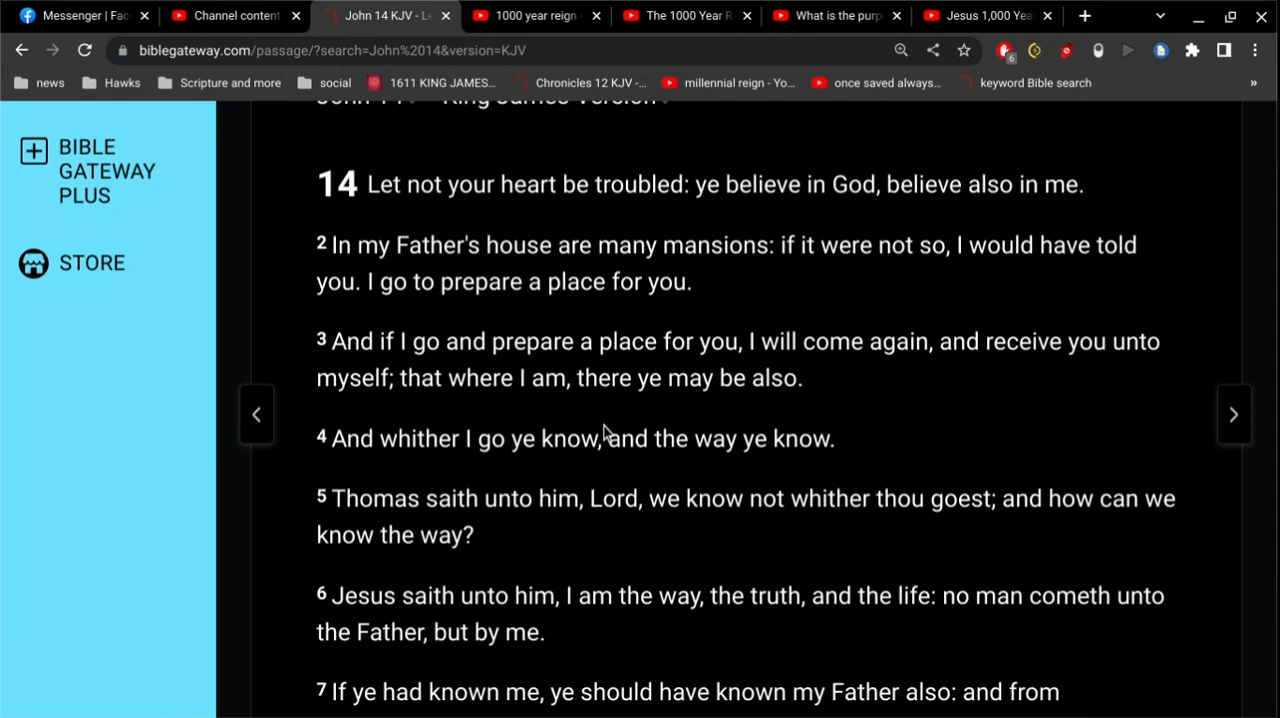 Messenger | Fac
Channel content
John 14 KJV - Le
1000 year reign -
The 1000 Year R
What is the purp
Jesus 1,000 Yea
biblegateway.com/passage/?search=John%2014&version=KJV
6
news
Hawks
Scripture and more
social
1611 KING JAMES...
Chronicles 12 KJV -...
millennial reign - Yo...
once saved always...
keyword Bible search
»
BIBLE
GATEWAY
PLUS
STORE
14 Let not your heart be troubled: ye believe in God, believe also in me.
2 In my Father's house are many mansions: if it were not so, I would have told
you. I go to prepare a place for you.
3 And if I go and prepare a place for you, I will come again, and receive you unto
myself; that where I am, there ye may be also.
4 And whither I go ye know, and the way ye know.
5 Thomas saith unto him, Lord, we know not whither thou goest; and how can we
know the way?
6 Jesus saith unto him, I am the way, the truth, and the life: no man cometh unto
the Father, but by me.
7 If ye had known me, ye should have known my Father also: and from